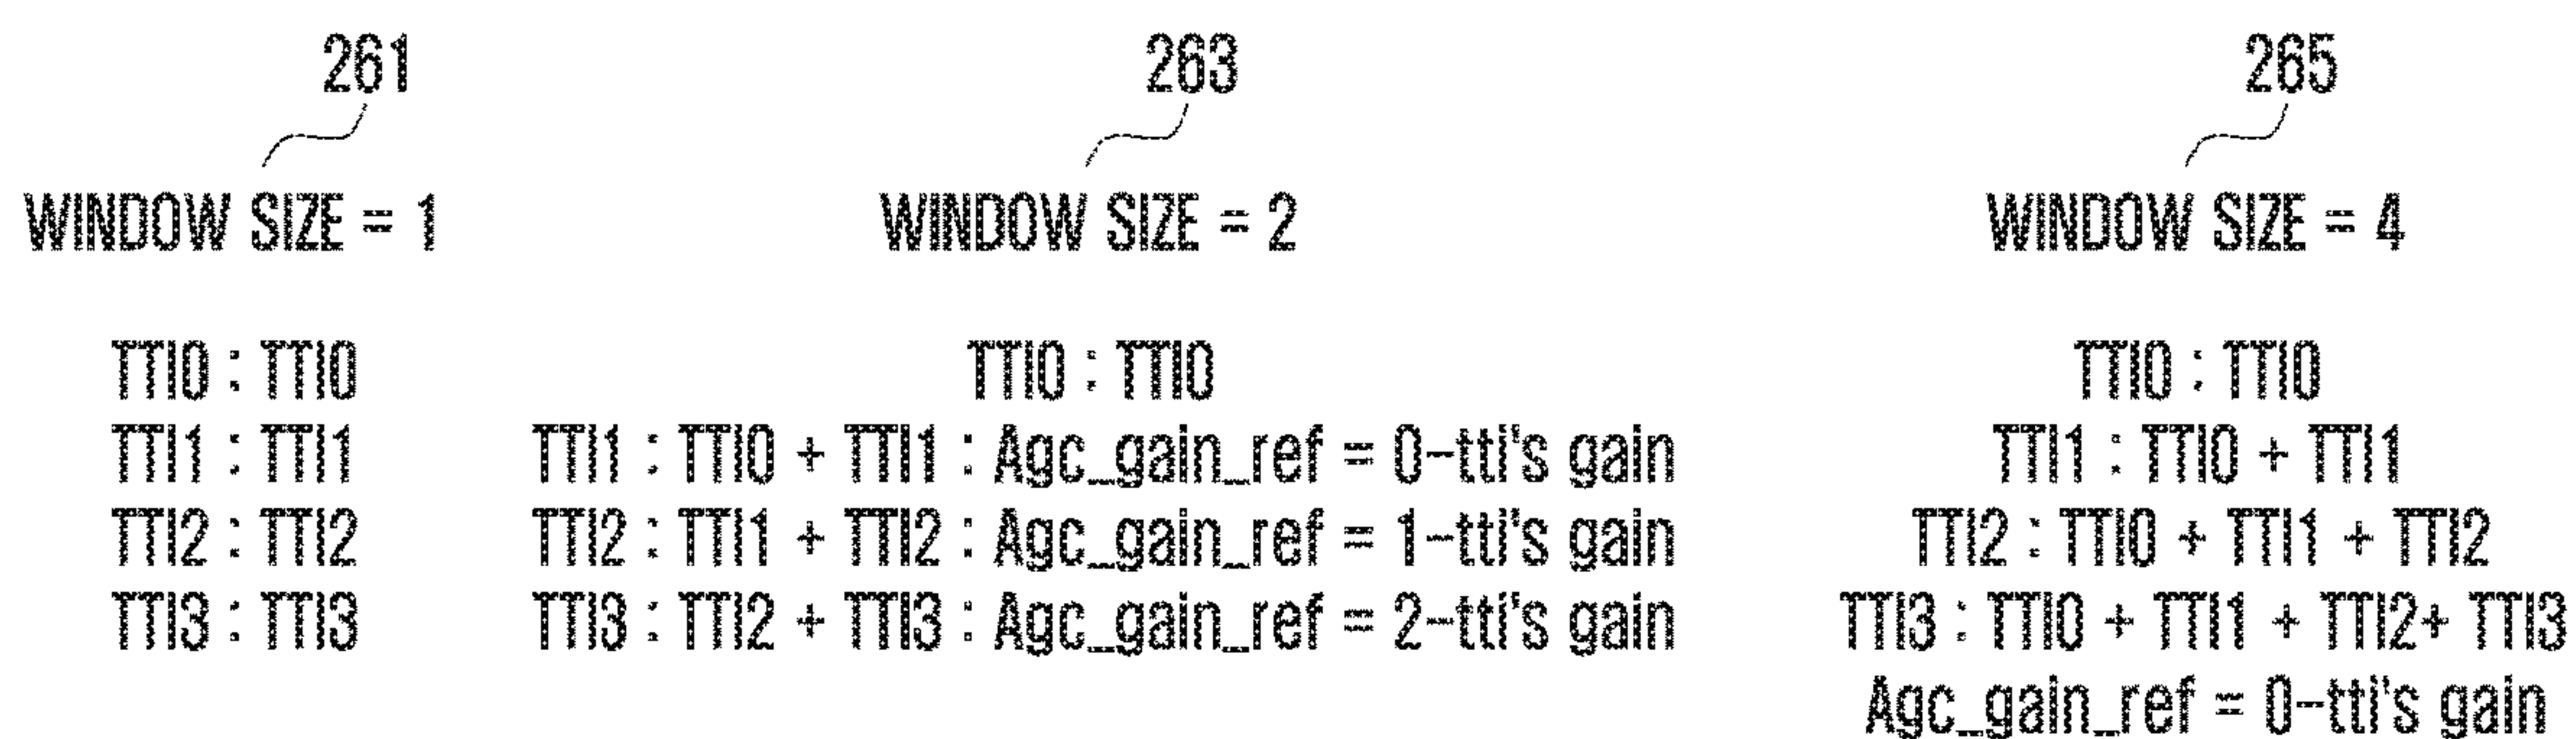 261
WINDOW SIZE = 1
TTI0 : TTI0
TTI1 : TTI1
TTI2 : TTI2
TTI3 : TTI3
263
WINDOW SIZE = 2
TTI0 : TTI0
TTI1 : TTI0 + TTI1 : Agc_gain_ref = 0-tti's gain
TTI2 : TTI1 + TTI2 : Agc_gain_ref = 1-tti's gain
TTI3 : TTI2 + TTI3 : Agc_gain_ref = 2-tti's gain
265
WINDOW SIZE = 4
TTI0 : TTI0
TTI1 : TTI0 + TTI1
TTI2 : TTI0 + TTI1 + TTI2
TTI3 : TTI0 + TTI1 + TTI2+ TTI3
Agc_gain_ref = 0-tti's gain